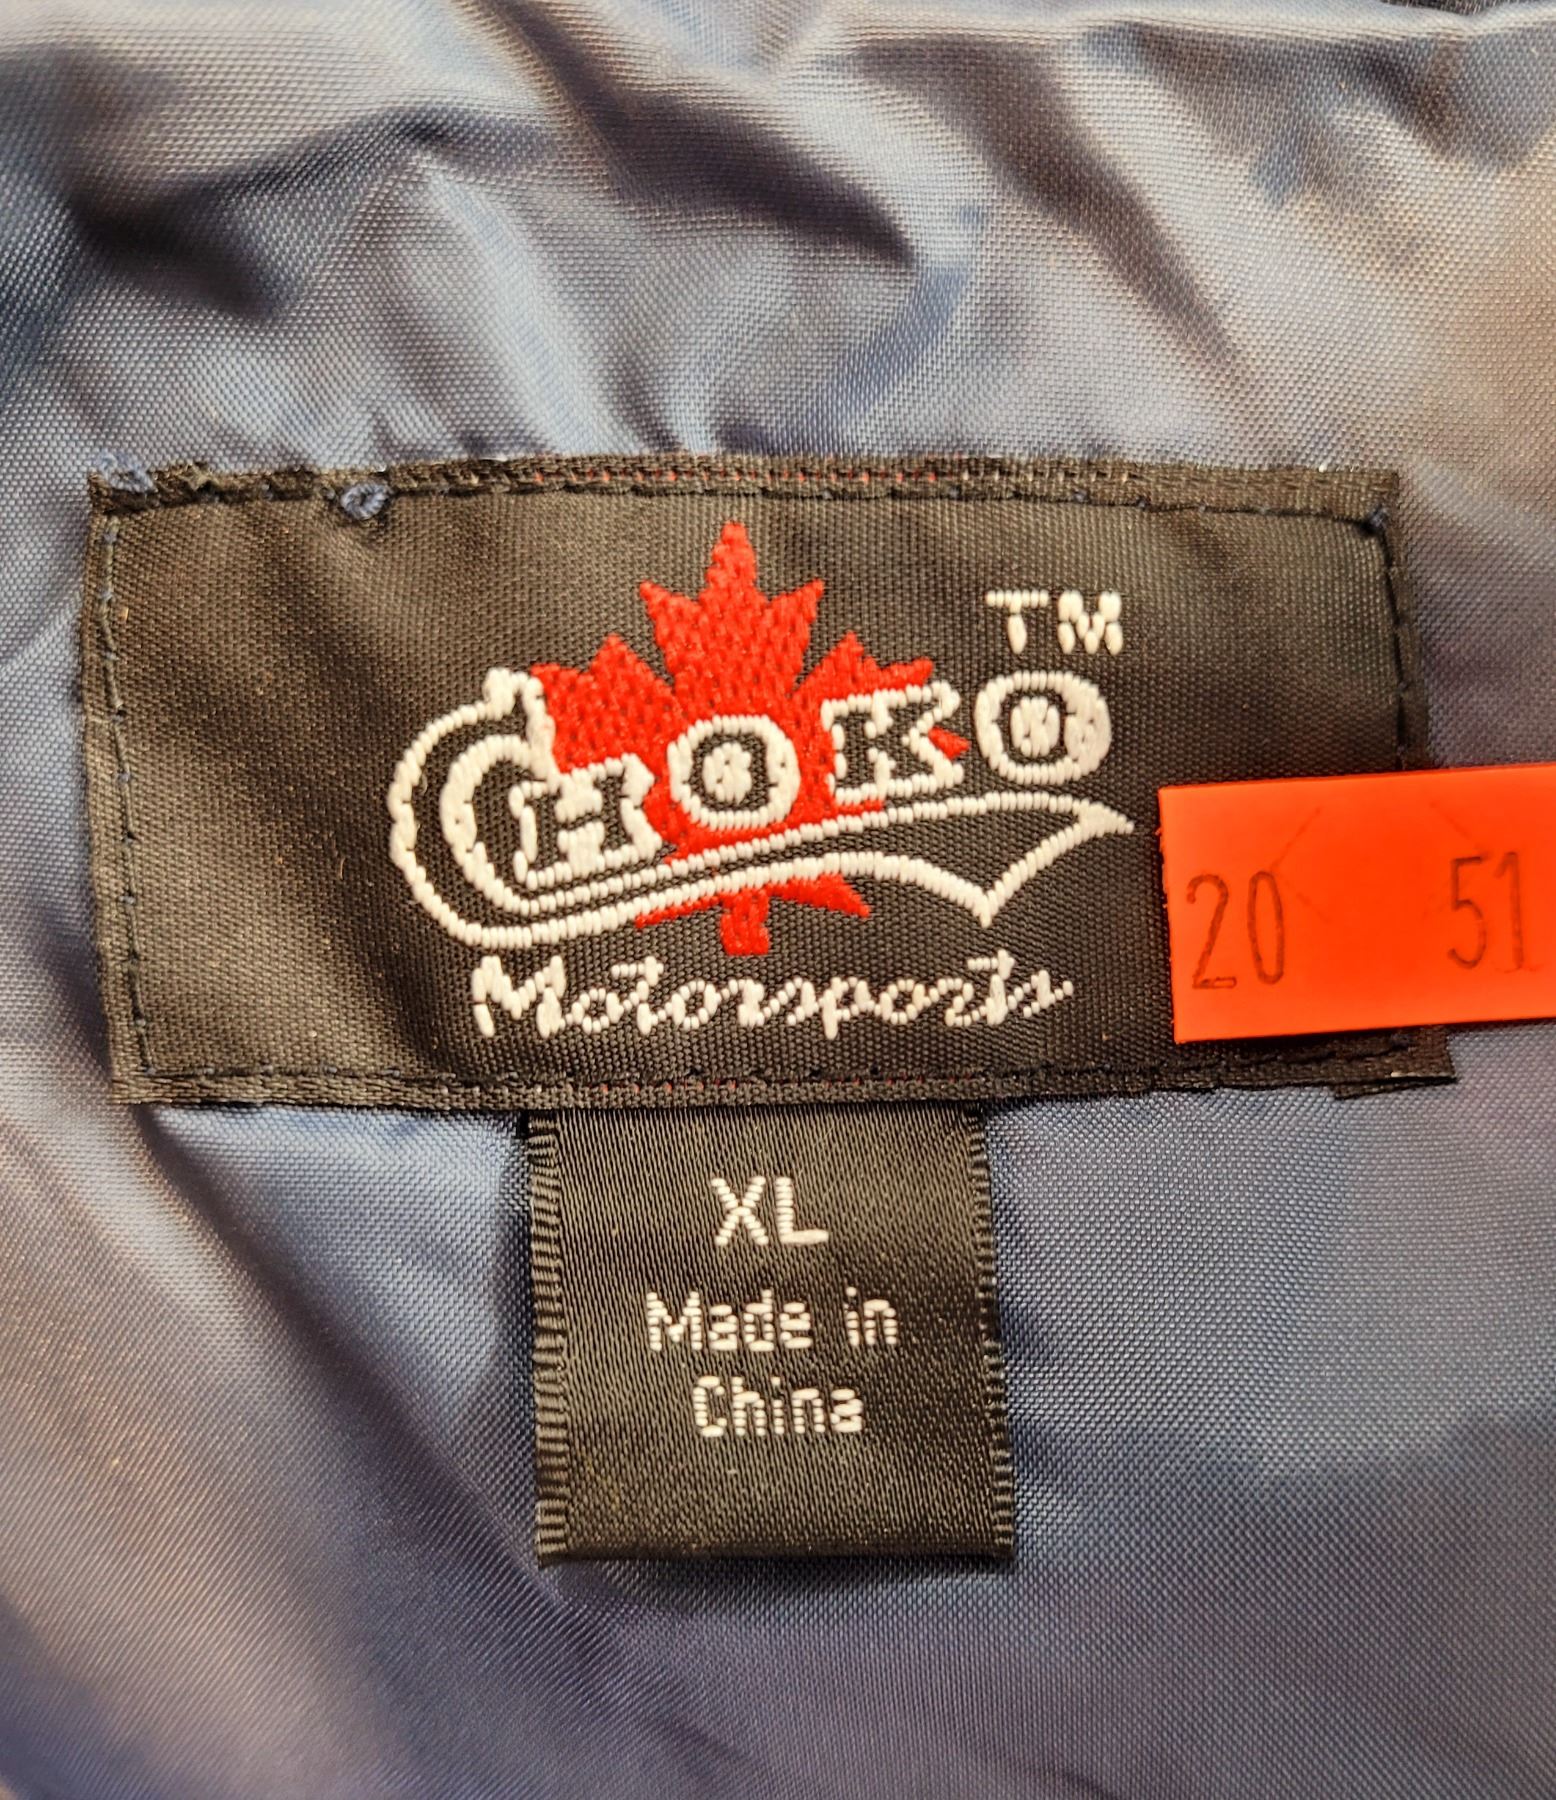 TM
CHOKO
Motorsports
20 51
XL
Made in
China